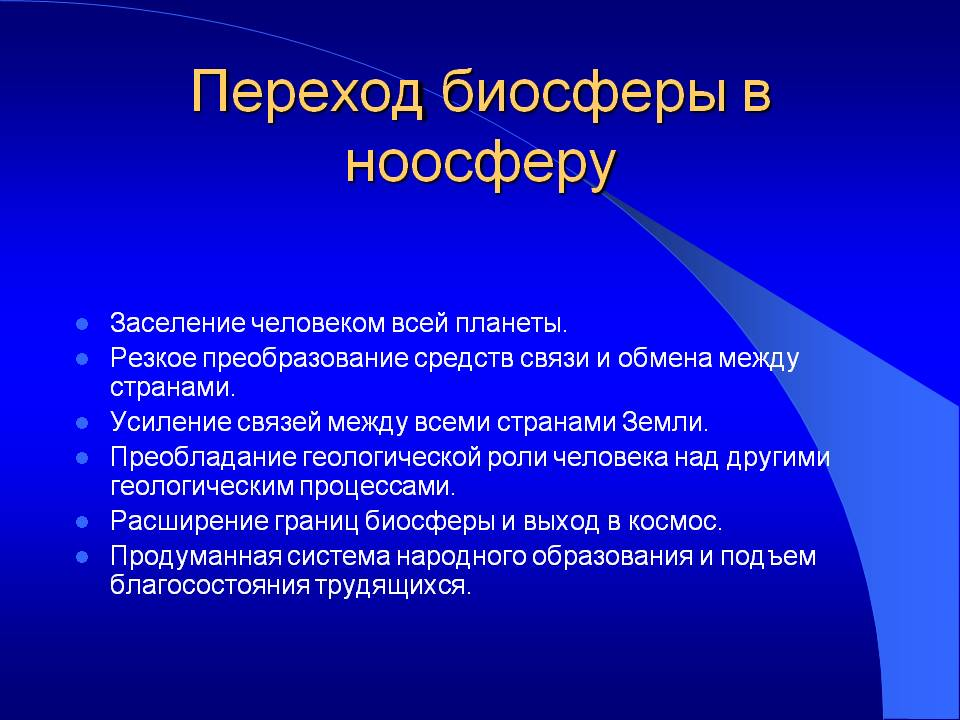 Переход биосферы в
ноосферу
Заселение человеком всей планеты.
Резкое преобразование средств связи и обмена между
странами.
Усиление связей между всеми странами Земли.
Преобладание геологической роли человека над другими
геологическим процессами.
Расширение границ биосферы и выход в космос.
Продуманная система народного образования и подъем
благосостояния трудящихся.